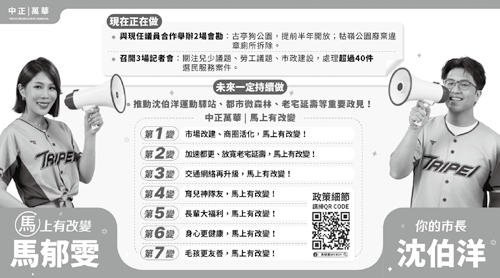 中正|萬華
現在正在做
• 與現任議員合作舉辦2場會勘：古亭狗公園，提前半年開放；牯嶺公園廢棄違章廁所拆除。
• 召開3場記者會：關注兒少議題、勞工議題、市政建設，處理超過40件選民服務案件。
未來一定持續做
• 推動沈伯洋運動驛站、都市微森林、老宅延壽等重要政見！
中正萬華｜馬上有改變
第1變 市場改建、商圈活化，馬上有改變！
第2變 加速都更、放寬老宅延壽，馬上有改變！
第3變 交通網絡再升級，馬上有改變！
第4變 育兒神隊友，馬上有改變！
第5變 長輩大福利，馬上有改變！
第6變 身心更健康，馬上有改變！
第7變 毛孩更友善，馬上有改變！
政策細節
請掃QR CODE
TAIPEI
TAIPEI
馬上有改變
馬郁雯
你的市長
沈伯洋